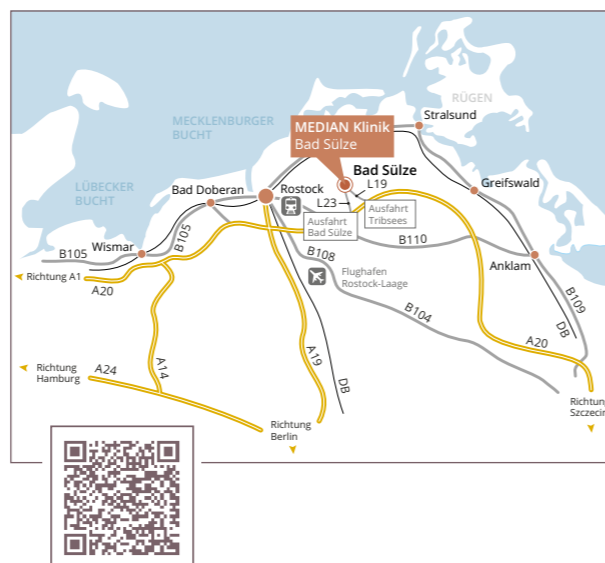 MECKLENBURGER
BUCHT
RÜGEN
Stralsund
MEDIAN Klinik
Bad Sülze
Bad Sülze
LÜBECKER
BUCHT
Bad Doberan
Rostock
L19
L23
Greifswald
Ausfahrt
Bad Sülze
Ausfahrt
Tribsees
Wismar
B105
B105
B110
B108
Anklam
Richtung A1
A20
Flughafen
Rostock-Laage
B109
B104
DB
A20
Richtung
Hamburg
A24
A14
A19
DB
Richtung
Berlin
Richtung
Szczecin